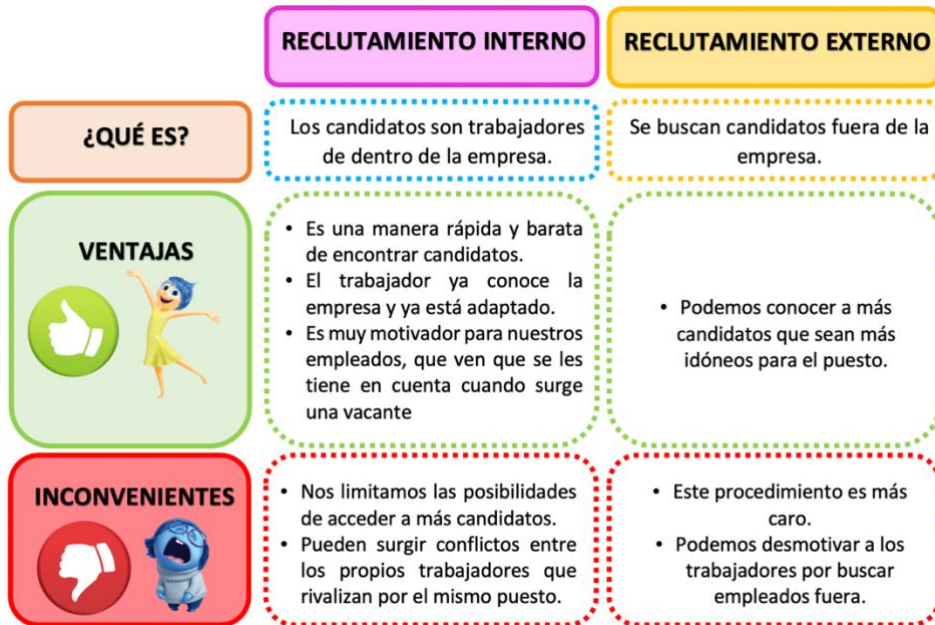 RECLUTAMIENTO INTERNO
RECLUTAMIENTO EXTERNO
¿QUÉ ES?
Los candidatos son trabajadores
de dentro de la empresa.
Se buscan candidatos fuera de la
empresa.
VENTAJAS
• Es una manera rápida y barata
de encontrar candidatos.
• El trabajador ya conoce la
empresa y ya está adaptado.
• Es muy motivador para nuestros
empleados, que ven que se les
tiene en cuenta cuando surge
una vacante
• Podemos conocer a más
candidatos que sean más
idóneos para el puesto.
INCONVENIENTES
• Nos limitamos las posibilidades
de acceder a más candidatos.
• Pueden surgir conflictos entre
los propios trabajadores que
rivalizan por el mismo puesto.
• Este procedimiento es más
caro.
• Podemos desmotivar a los
trabajadores por buscar
empleados fuera.